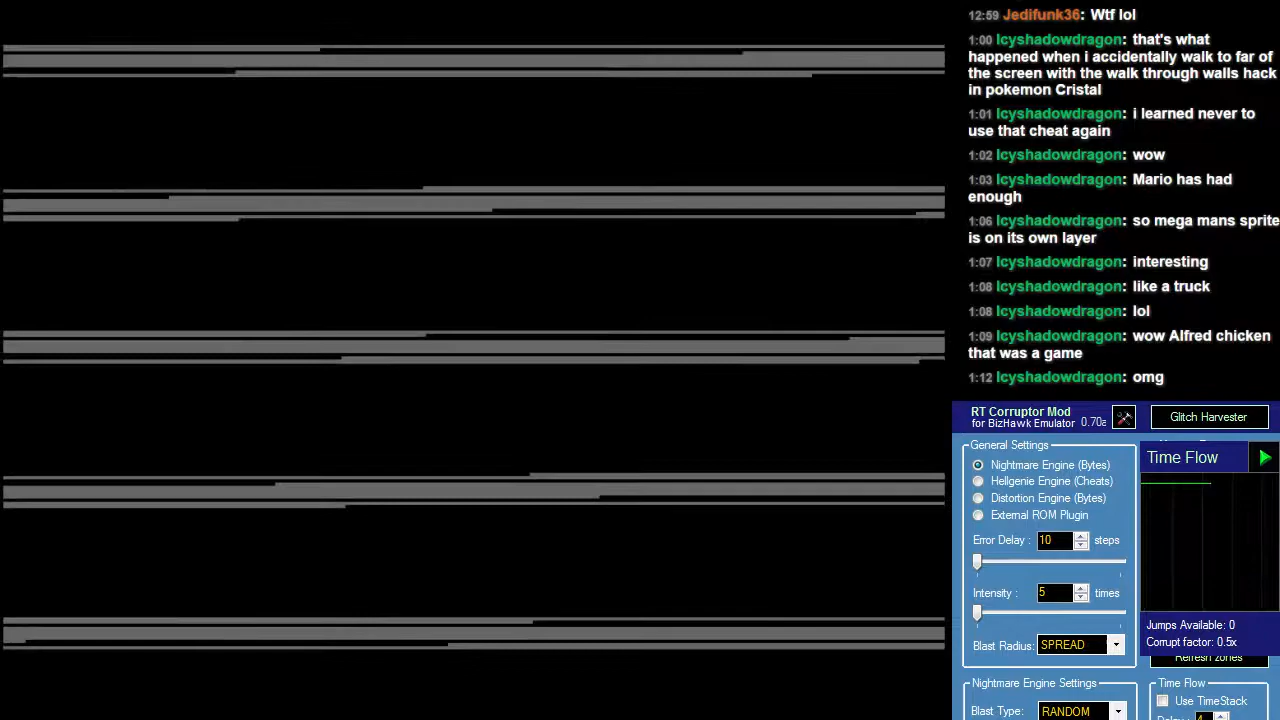 12:59 Jedifunk36: Wtf lol
1:00 Icyshadowdragon: that's what
happened when i accidentally walk to far of
the screen with the walk through walls hack
in pokemon Cristal
1:01 Icyshadowdragon: i learned never to
use that cheat again
1:02 Icyshadowdragon: wow
1:03 Icyshadowdragon: Mario has had
enough
1:06 Icyshadowdragon: so mega mans sprite
is on its own layer
1:07 Icyshadowdragon: interesting
1:08 Icyshadowdragon: like a truck
1:08 Icyshadowdragon: lol
1:09 Icyshadowdragon: wow Alfred chicken
that was a game
1:12 Icyshadowdragon: omg
RT Corruptor Mod
for BizHawk Emulator 0.70a
Glitch Harvester
General Settings
Nightmare Engine (Bytes)
Hellgenie Engine (Cheats)
Distortion Engine (Bytes)
External ROM Plugin
Error Delay : 10 steps
Intensity : 5 times
Blast Radius: SPREAD
Time Flow
Jumps Available: 0
Corrupt factor: 0.5x
Refresh zones
Nightmare Engine Settings
Blast Type: RANDOM
Time Flow
Use TimeStack